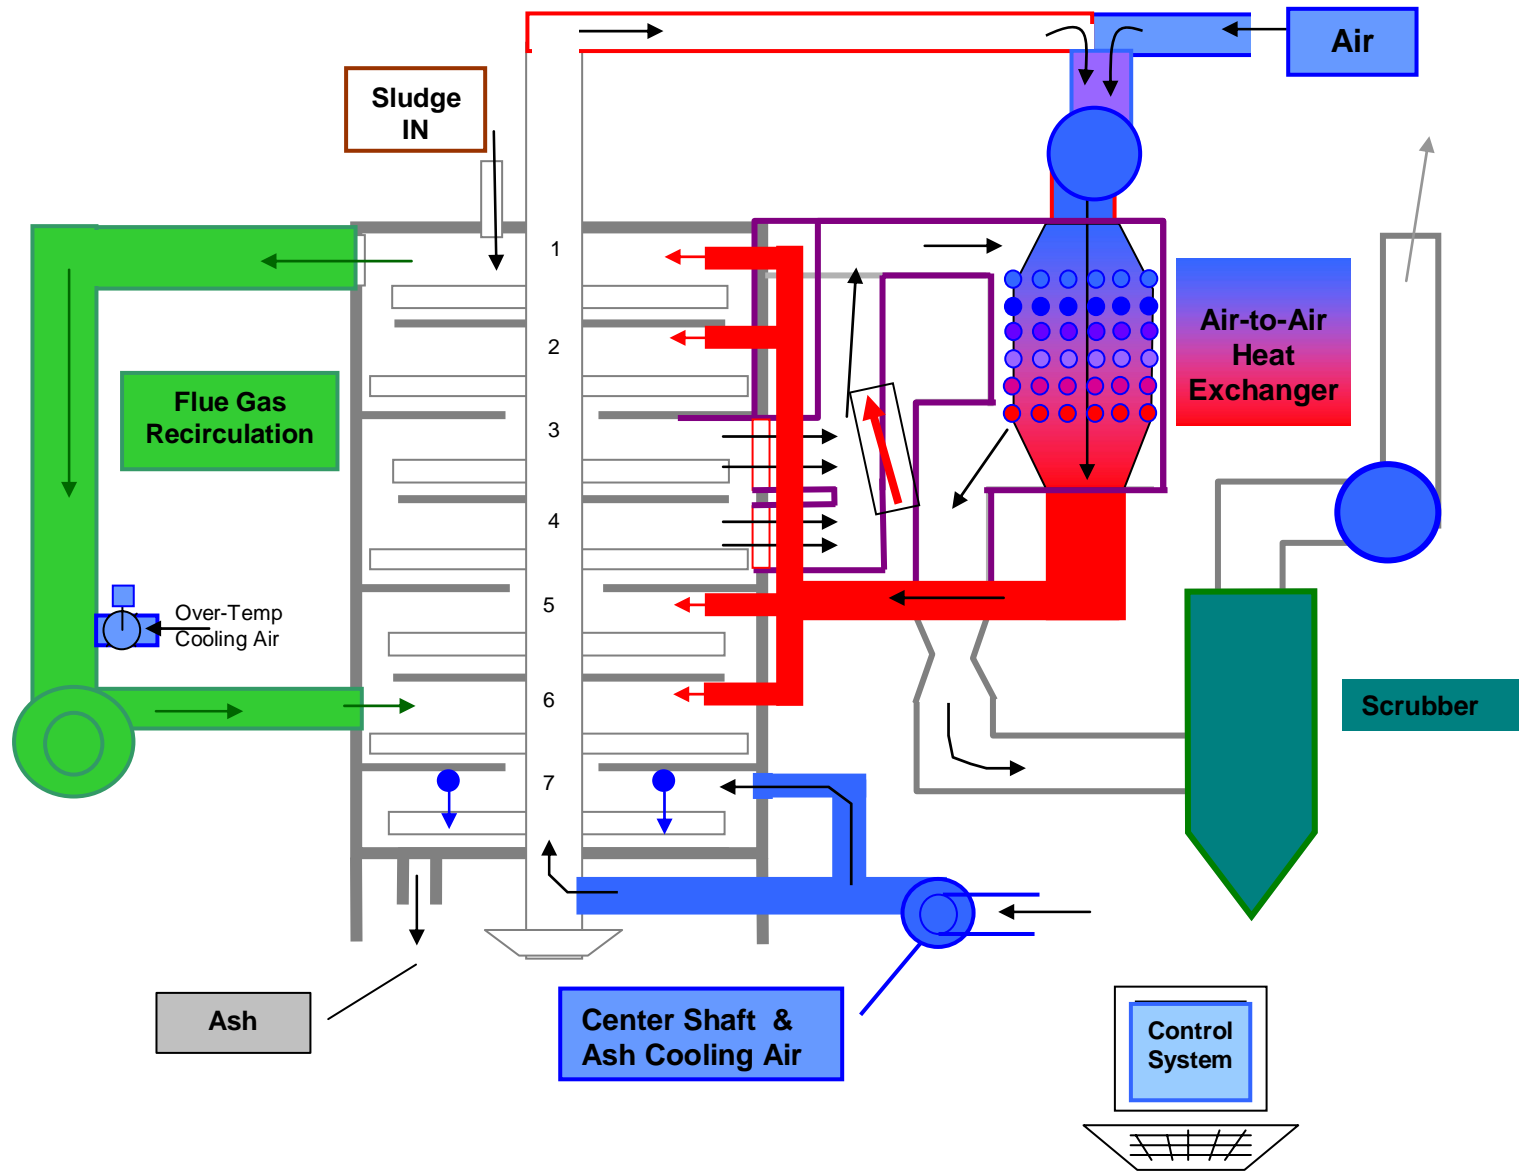 Air
Sludge
IN
1
2
3
4
5
6
7
Air-to-Air
Heat
Exchanger
Flue Gas
Recirculation
Over-Temp
Cooling Air
Scrubber
Ash
Center Shaft &
Ash Cooling Air
Control
System